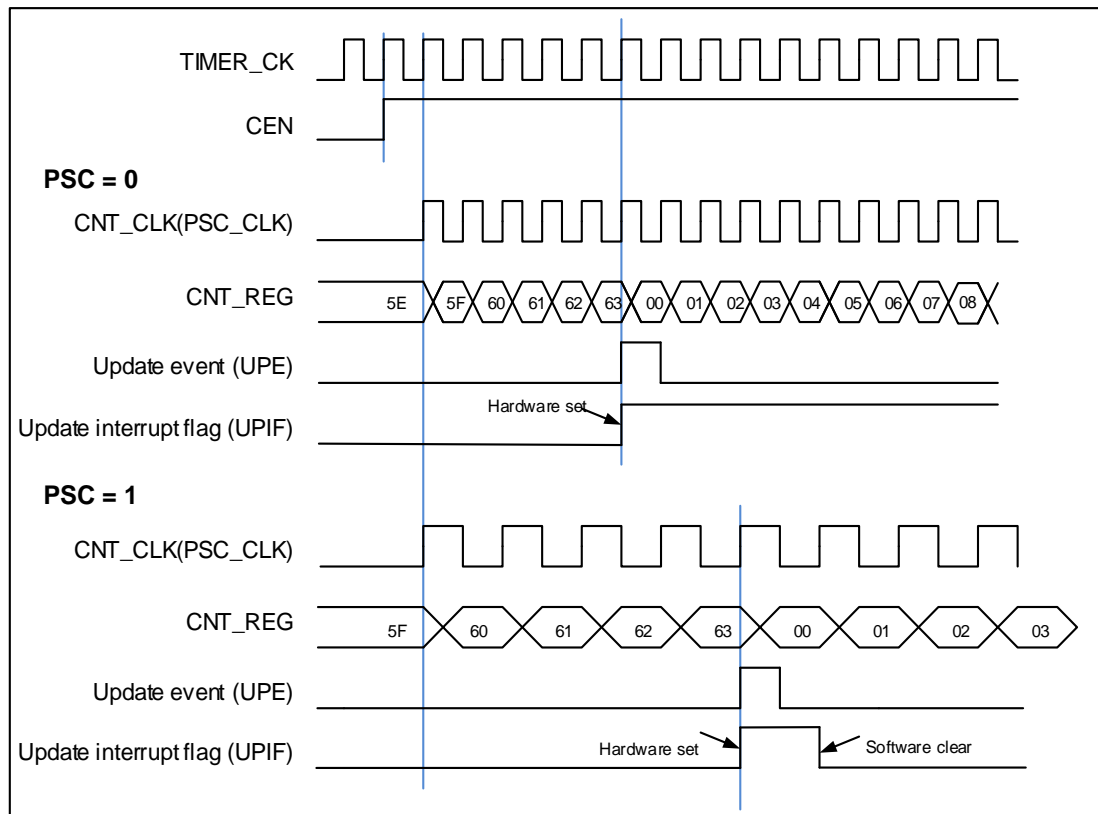 TIMER_CK
CEN
PSC = 0
CNT_CLK(PSC_CLK)
CNT_REG 5E 5F 60 61 62 63 00 01 02 03 04 05 06 07 08
Update event (UPE)
Hardware set
Update interrupt flag (UPIF)
PSC = 1
CNT_CLK(PSC_CLK)
CNT_REG 5F 60 61 62 63 00 01 02 03
Update event (UPE)
Update interrupt flag (UPIF) Hardware set Software clear